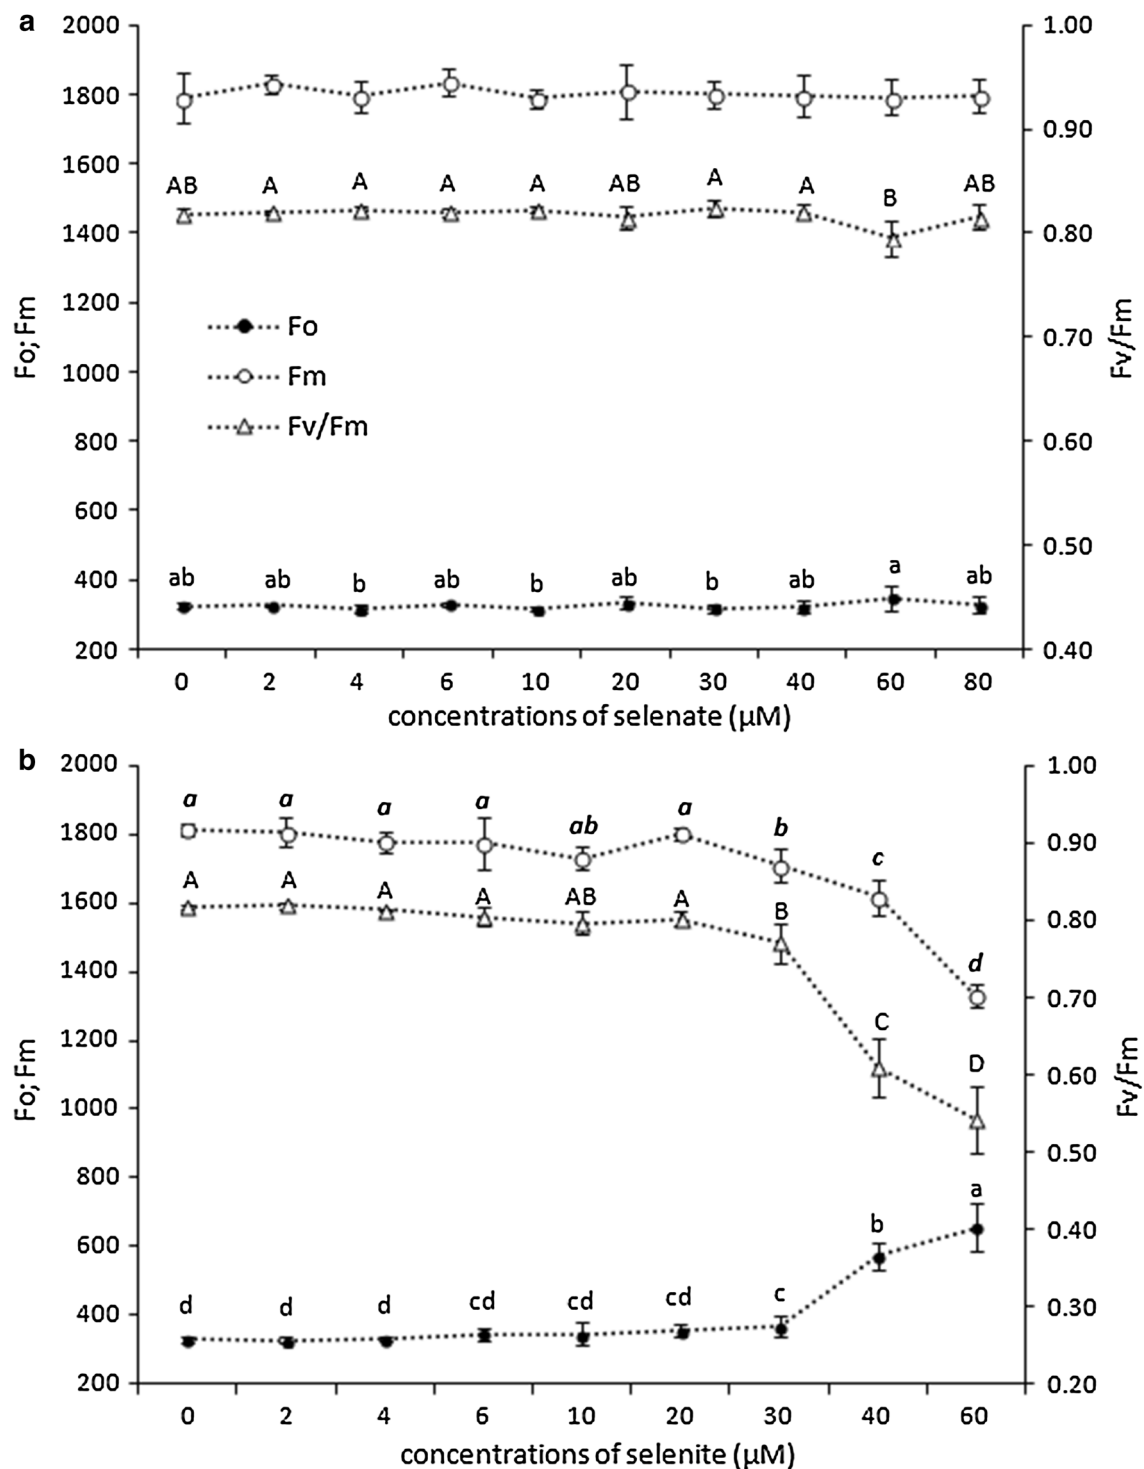 a
2000 1.00
1800 0.90
1600
AB A A A A AB A A B AB
1400 0.80
1200
Fo; Fm
Fv/Fm
Fo
0.70
Fm
1000
Fv/Fm
800 0.60
600
0.50
400
ab ab b ab b ab b ab a ab
200 0.40
0 2 4 6 10 20 30 40 60 80
concentrations of selenate (µM)
b
2000 1.00
a a a a ab a b c d
1800 0.90
A A A A AB A B C D
1600 0.80
1400
0.70
1200
Fo; Fm
Fv/Fm
0.60
1000
0.50
800
600 0.40
d d d cd cd cd c b a
400 0.30
200 0.20
0 2 4 6 10 20 30 40 60
concentrations of selenite (µM)